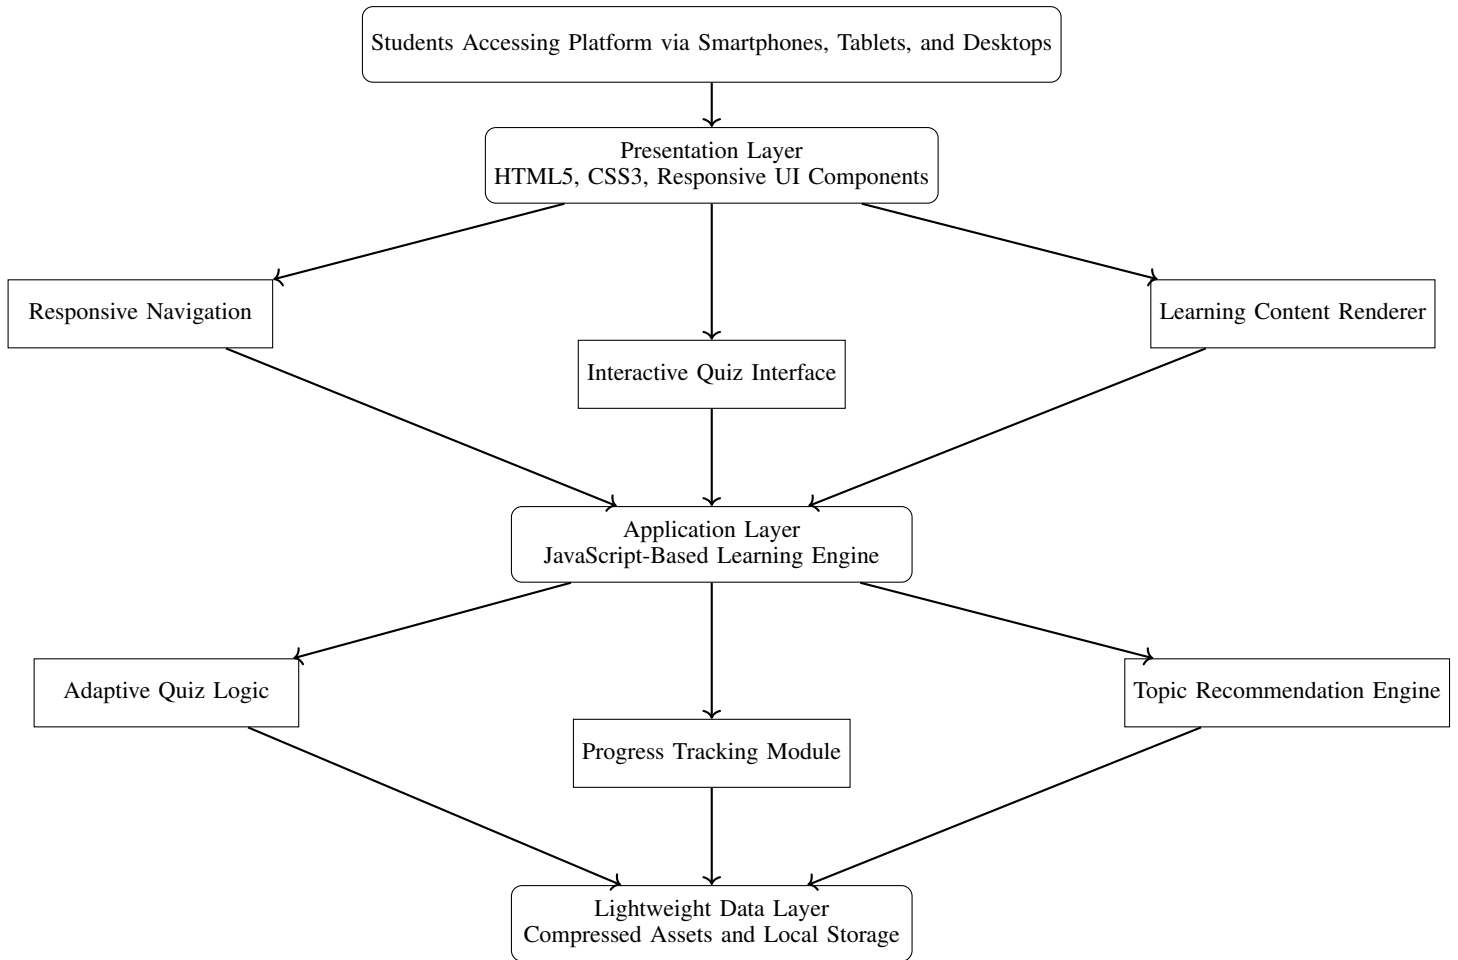 Students Accessing Platform via Smartphones, Tablets, and Desktops
Presentation Layer
HTML5, CSS3, Responsive UI Components
Responsive Navigation
Learning Content Renderer
Interactive Quiz Interface
Application Layer
JavaScript-Based Learning Engine
Adaptive Quiz Logic
Topic Recommendation Engine
Progress Tracking Module
Lightweight Data Layer
Compressed Assets and Local Storage